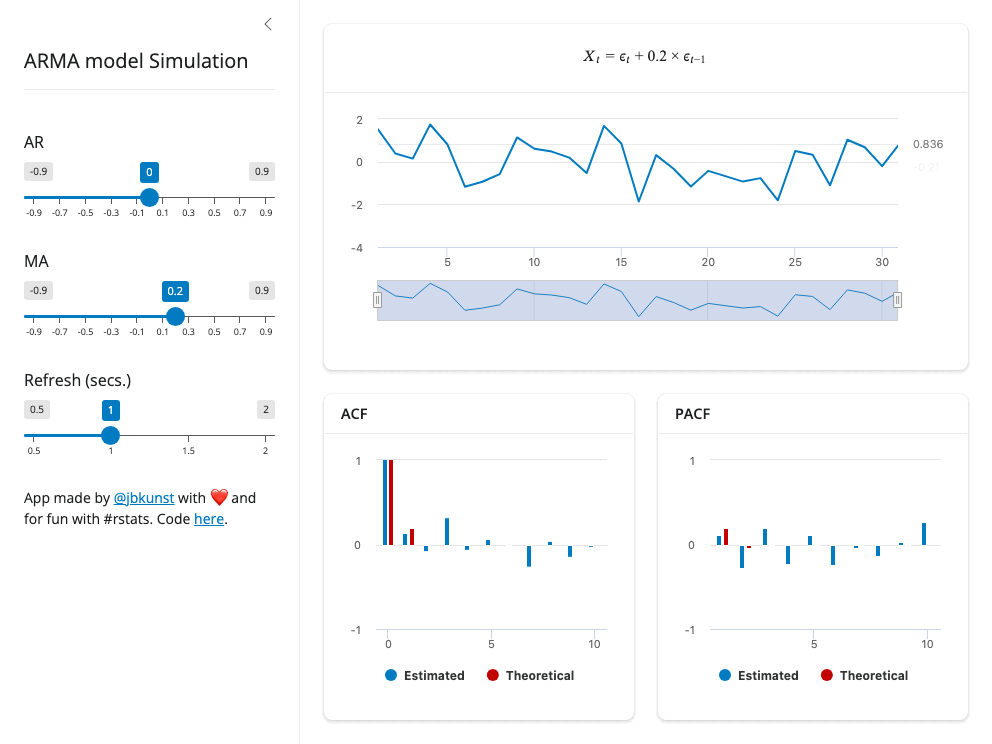 ARMA model Simulation
AR
-0.9 0 0.9
-0.9 -0.7 -0.5 -0.3 -0.1 0.1 0.3 0.5 0.7 0.9
MA
-0.9 0.2 0.9
-0.9 -0.7 -0.5 -0.3 -0.1 0.1 0.3 0.5 0.7 0.9
Refresh (secs.)
0.5 1 2
0.5 1 1.5 2
App made by @jbkunst with ❤️ and
for fun with #rstats. Code here.
X_t = ϵ_t + 0.2 × ϵ_{t−1}
2
0.836
0
-2
-4
5 10 15 20 25 30
ACF
1
0
-1
0 5 10
Estimated Theoretical
PACF
1
0
-1
5 10
Estimated Theoretical